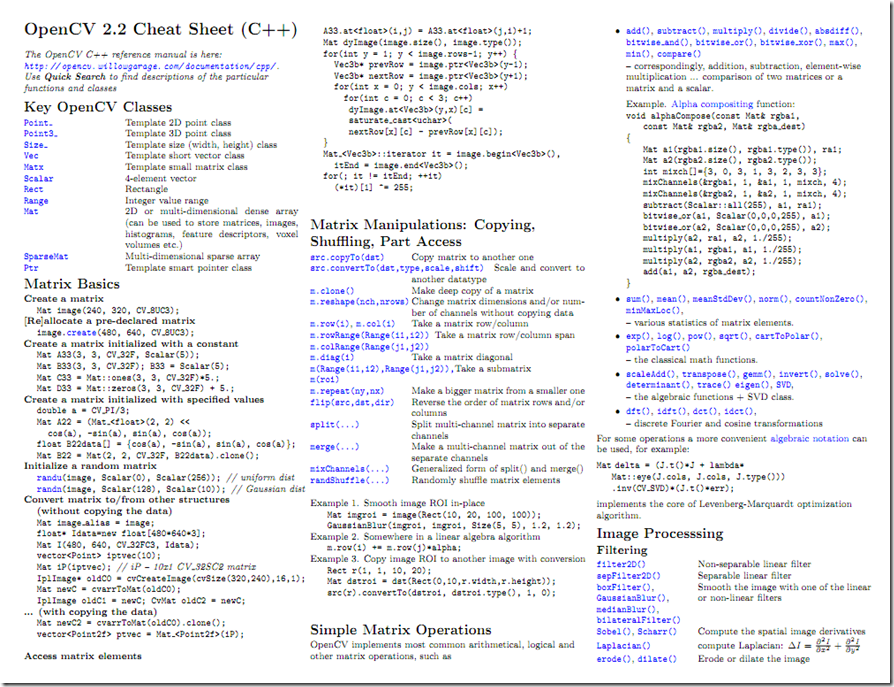 OpenCV 2.2 Cheat Sheet (C++)
The OpenCV C++ reference manual is here:
http://opencv.willowgarage.com/documentation/cpp/.
Use Quick Search to find descriptions of the particular
functions and classes
Key OpenCV Classes
Point_ Template 2D point class
Point3_ Template 3D point class
Size_ Template size (width, height) class
Vec Template short vector class
Matx Template small matrix class
Scalar 4-element vector
Rect Rectangle
Range Integer value range
Mat 2D or multi-dimensional dense array
(can be used to store matrices, images,
histograms, feature descriptors, voxel
volumes etc.)
SparseMat Multi-dimensional sparse array
Ptr Template smart pointer class
Matrix Basics
Create a matrix
Mat image(240, 320, CV_8UC3);
[Re]allocate a pre-declared matrix
image.create(480, 640, CV_8UC3);
Create a matrix initialized with a constant
Mat A33(3, 3, CV_32F, Scalar(5));
Mat B33(3, 3, CV_32F); B33 = Scalar(5);
Mat C33 = Mat::ones(3, 3, CV_32F)*5.;
Mat D33 = Mat::zeros(3, 3, CV_32F) + 5.;
Create a matrix initialized with specified values
double a = CV_PI/3;
Mat A22 = (Mat_<float>(2, 2) <<
cos(a), -sin(a), sin(a), cos(a));
float B22data[] = {cos(a), -sin(a), sin(a), cos(a)};
Mat B22 = Mat(2, 2, CV_32F, B22data).clone();
Initialize a random matrix
randu(image, Scalar(0), Scalar(256)); // uniform dist
randn(image, Scalar(128), Scalar(10)); // Gaussian dist
Convert matrix to/from other structures
(without copying the data)
Mat image_alias = image;
float* Idata=new float[480*640*3];
Mat I(480, 640, CV_32FC3, Idata);
vector<Point> iptvec(10);
Mat iP(iptvec); // iP – 10x1 CV_32SC2 matrix
IplImage* oldC0 = cvCreateImage(cvSize(320,240),16,1);
Mat newC = cvarrToMat(oldC0);
IplImage oldC1 = newC; CvMat oldC2 = newC;
... (with copying the data)
Mat newC2 = cvarrToMat(oldC0).clone();
vector<Point2f> ptvec = Mat_<Point2f>(iP);
Access matrix elements
A33.at<float>(i,j) = A33.at<float>(j,i)+1;
Mat dyImage(image.size(), image.type());
for(int y = 1; y < image.rows-1; y++) {
Vec3b* prevRow = image.ptr<Vec3b>(y-1);
Vec3b* nextRow = image.ptr<Vec3b>(y+1);
for(int x = 0; y < image.cols; x++)
for(int c = 0; c < 3; c++)
dyImage.at<Vec3b>(y,x)[c] =
saturate_cast<uchar>(
nextRow[x][c] - prevRow[x][c]);
}
Mat_<Vec3b>::iterator it = image.begin<Vec3b>(),
itEnd = image.end<Vec3b>();
for(; it != itEnd; ++it)
(*it)[1] ^= 255;
Matrix Manipulations: Copying,
Shuffling, Part Access
src.copyTo(dst) Copy matrix to another one
src.convertTo(dst,type,scale,shift) Scale and convert to
another datatype
m.clone() Make deep copy of a matrix
m.reshape(nch,nrows) Change matrix dimensions and/or num-
ber of channels without copying data
m.row(i), m.col(i) Take a matrix row/column
m.rowRange(Range(i1,i2)) Take a matrix row/column span
m.colRange(Range(j1,j2))
m.diag(i) Take a matrix diagonal
m(Range(i1,i2),Range(j1,j2)), Take a submatrix
m(roi)
m.repeat(ny,nx) Make a bigger matrix from a smaller one
flip(src,dst,dir) Reverse the order of matrix rows and/or
columns
split(...) Split multi-channel matrix into separate
channels
merge(...) Make a multi-channel matrix out of the
separate channels
mixChannels(...) Generalized form of split() and merge()
randShuffle(...) Randomly shuffle matrix elements
Example 1. Smooth image ROI in-place
Mat imgroi = image(Rect(10, 20, 100, 100));
GaussianBlur(imgroi, imgroi, Size(5, 5), 1.2, 1.2);
Example 2. Somewhere in a linear algebra algorithm
m.row(i) += m.row(j)*alpha;
Example 3. Copy image ROI to another image with conversion
Rect r(1, 1, 10, 20);
Mat dstroi = dst(Rect(0,10,r.width,r.height));
src(r).convertTo(dstroi, dstroi.type(), 1, 0);
Simple Matrix Operations
OpenCV implements most common arithmetical, logical and
other matrix operations, such as
• add(), subtract(), multiply(), divide(), absdiff(),
bitwise_and(), bitwise_or(), bitwise_xor(), max(),
min(), compare()
– correspondingly, addition, subtraction, element-wise
multiplication ... comparison of two matrices or a
matrix and a scalar.
Example. Alpha compositing function:
void alphaCompose(const Mat& rgba1,
const Mat& rgba2, Mat& rgba_dest)
{
Mat a1(rgba1.size(), rgba1.type()), ra1;
Mat a2(rgba2.size(), rgba2.type());
int mixch[]={3, 0, 3, 1, 3, 2, 3, 3};
mixChannels(&rgba1, 1, &a1, 1, mixch, 4);
mixChannels(&rgba2, 1, &a2, 1, mixch, 4);
subtract(Scalar::all(255), a1, ra1);
bitwise_or(a1, Scalar(0,0,0,255), a1);
bitwise_or(a2, Scalar(0,0,0,255), a2);
multiply(a2, ra1, a2, 1./255);
multiply(a1, rgba1, a1, 1./255);
multiply(a2, rgba2, a2, 1./255);
add(a1, a2, rgba_dest);
}
• sum(), mean(), meanStdDev(), norm(), countNonZero(),
minMaxLoc(),
– various statistics of matrix elements.
• exp(), log(), pow(), sqrt(), cartToPolar(),
polarToCart()
– the classical math functions.
• scaleAdd(), transpose(), gemm(), invert(), solve(),
determinant(), trace() eigen(), SVD,
– the algebraic functions + SVD class.
• dft(), idft(), dct(), idct(),
– discrete Fourier and cosine transformations
For some operations a more convenient algebraic notation can
be used, for example:
Mat delta = (J.t()*J + lambda*
Mat::eye(J.cols, J.cols, J.type()))
.inv(CV_SVD)*(J.t()*err);
implements the core of Levenberg-Marquardt optimization
algorithm.
Image Processsing
Filtering
filter2D() Non-separable linear filter
sepFilter2D() Separable linear filter
boxFilter(), Smooth the image with one of the linear
GaussianBlur(), or non-linear filters
medianBlur(),
bilateralFilter()
Sobel(), Scharr() Compute the spatial image derivatives
Laplacian() compute Laplacian: ΔI = ∂²I/∂x² + ∂²I/∂y²
erode(), dilate() Erode or dilate the image